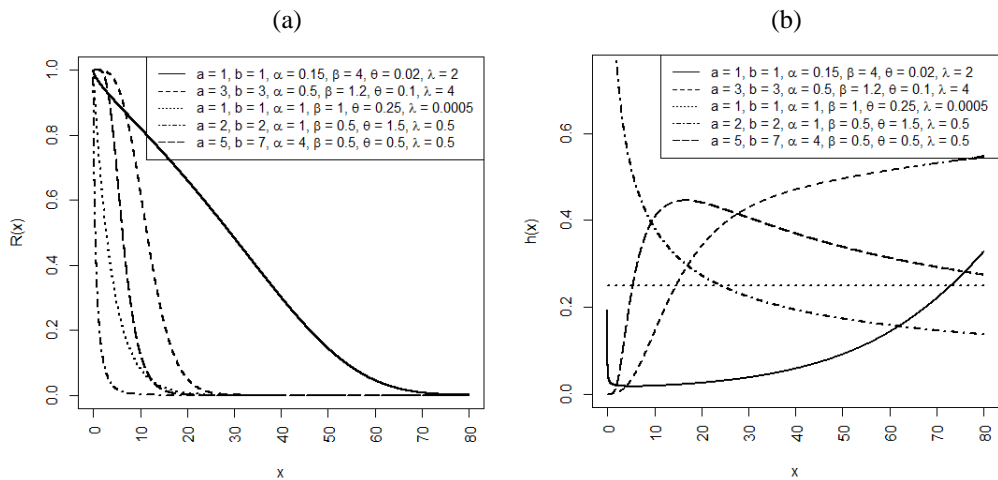 (a)
a = 1, b = 1, α = 0.15, β = 4, θ = 0.02, λ = 2
a = 3, b = 3, α = 0.5, β = 1.2, θ = 0.1, λ = 4
a = 1, b = 1, α = 1, β = 1, θ = 0.25, λ = 0.0005
a = 2, b = 2, α = 1, β = 0.5, θ = 1.5, λ = 0.5
a = 5, b = 7, α = 4, β = 0.5, θ = 0.5, λ = 0.5
R(x)
1.0
0.8
0.6
0.4
0.2
0.0
0 10 20 30 40 50 60 70 80
x
(b)
a = 1, b = 1, α = 0.15, β = 4, θ = 0.02, λ = 2
a = 3, b = 3, α = 0.5, β = 1.2, θ = 0.1, λ = 4
a = 1, b = 1, α = 1, β = 1, θ = 0.25, λ = 0.0005
a = 2, b = 2, α = 1, β = 0.5, θ = 1.5, λ = 0.5
a = 5, b = 7, α = 4, β = 0.5, θ = 0.5, λ = 0.5
h(x)
0.6
0.4
0.2
0.0
0 10 20 30 40 50 60 70 80
x